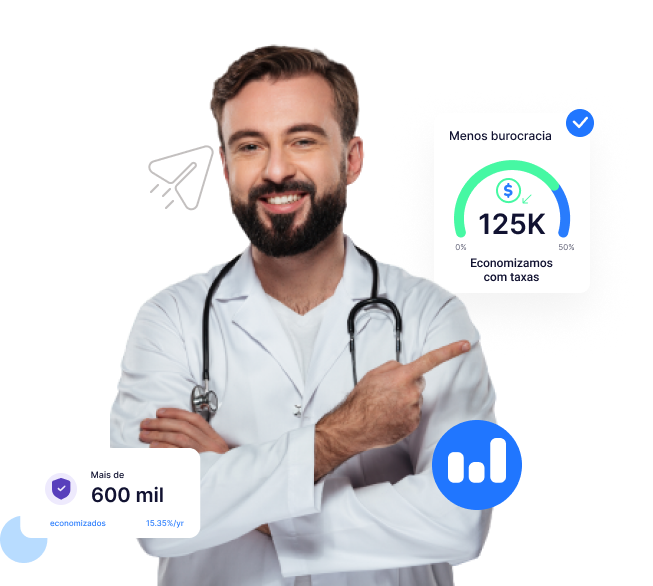 Menos burocracia
$
125K
0%
50%
Economizamos
com taxas
Mais de
600 mil
economizados
15.35%/yr